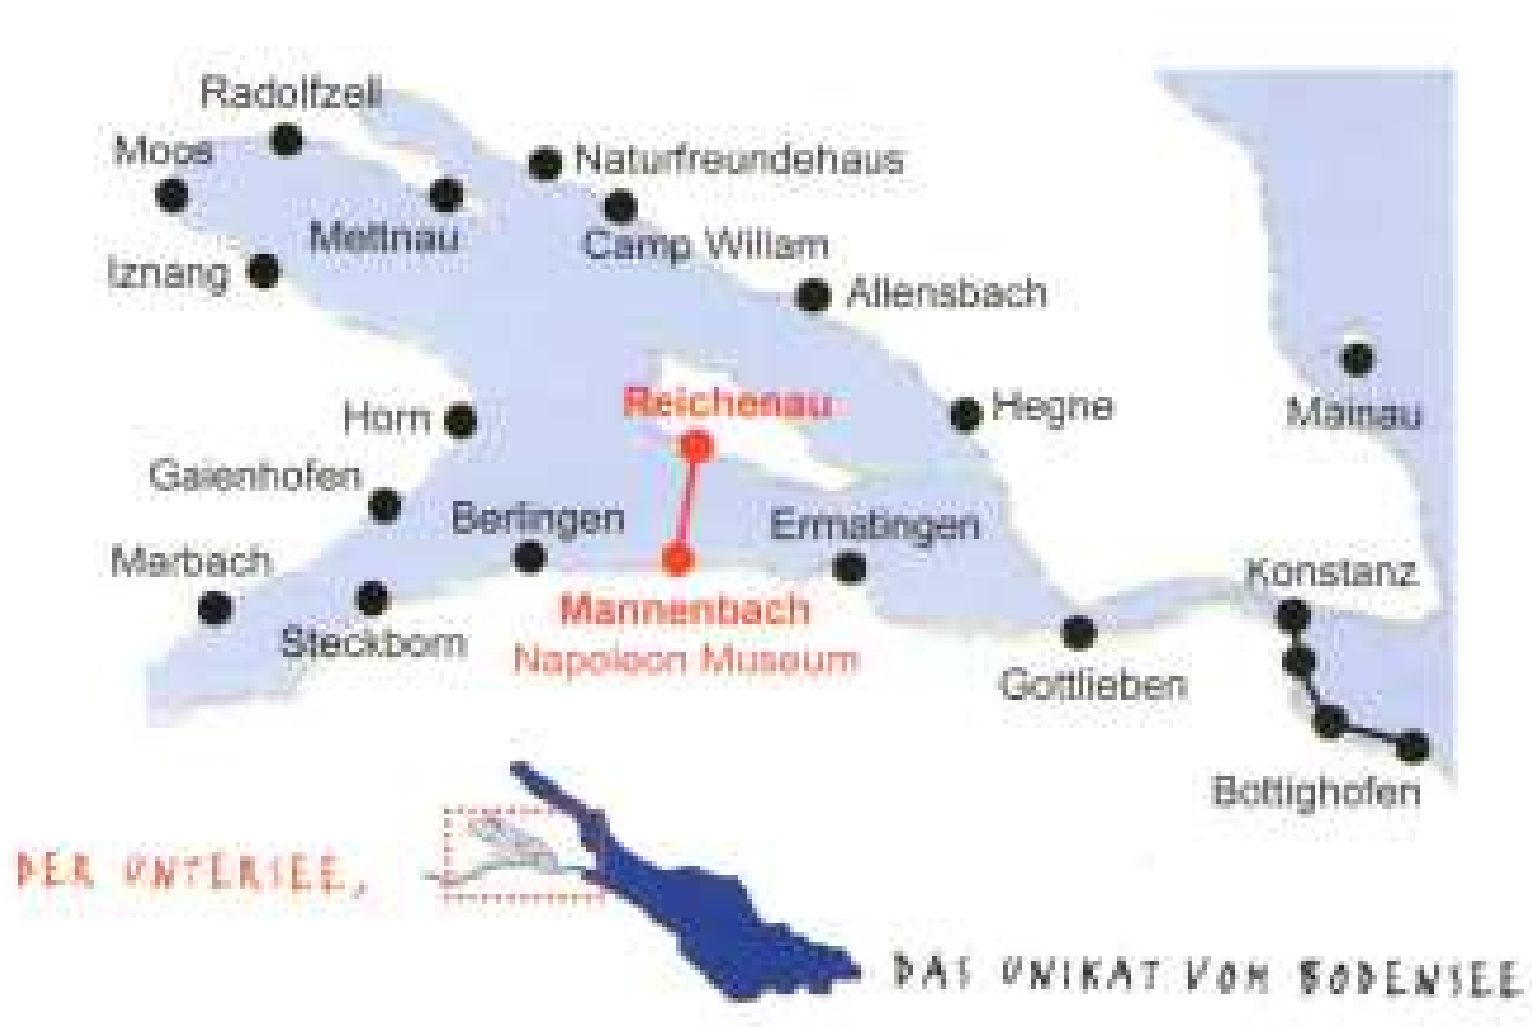 Radolfzell
Moos
Naturfreundehaus
Mettnau
Camp Willam
Iznang
Allensbach
Reichenau
Hegne
Mainau
Horn
Gaienhofen
Berlingen
Ermatingen
Marbach
Konstanz
Steckborn
Mannenbach
Napoleon Museum
Gottlieben
Bottighofen
DER UNTERSEE,
DAS UNIKAT VOM BODENSEE